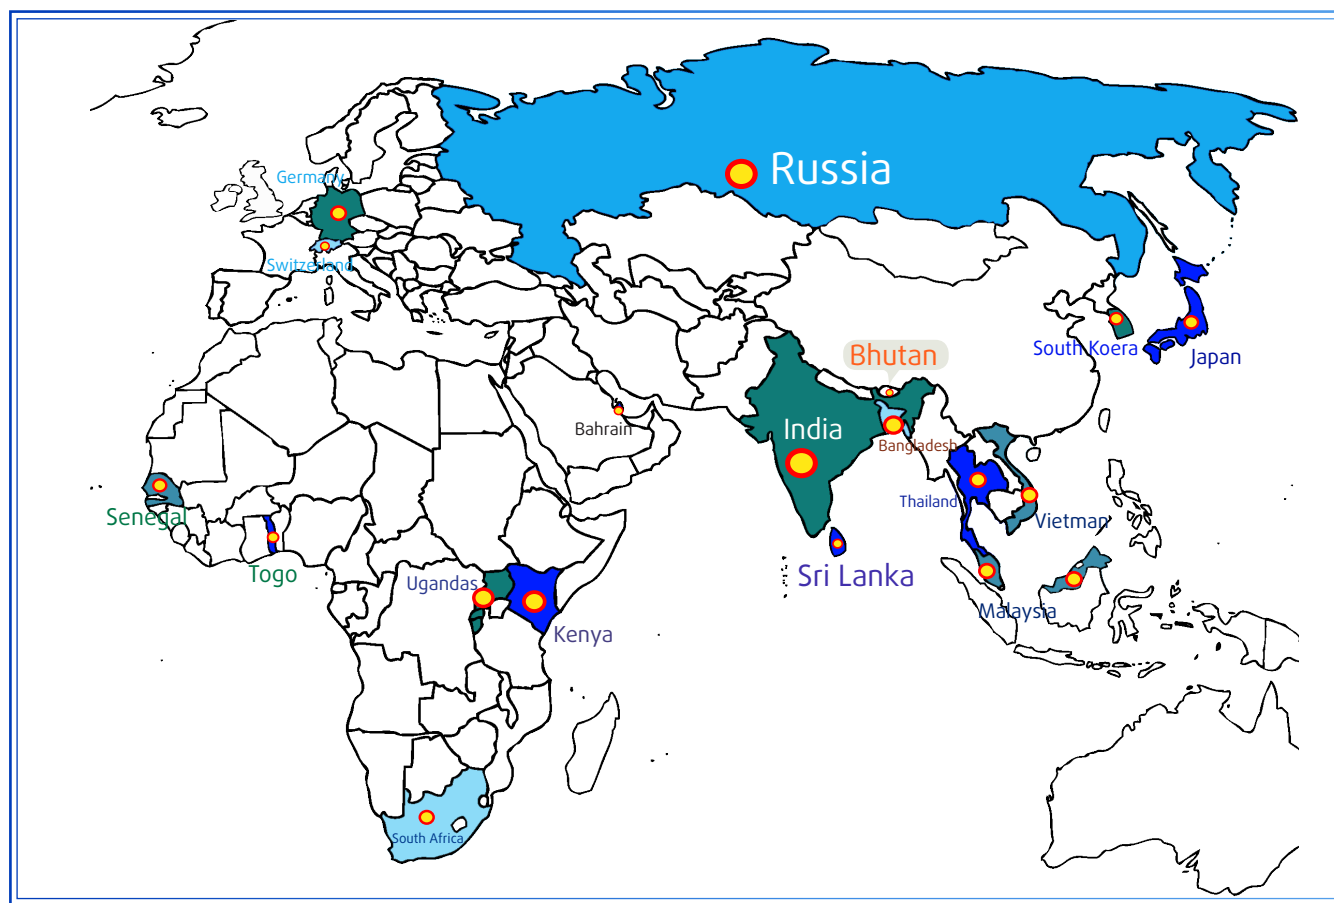 Russia
Germany
Switzerland
South Koera
Japan
Bhutan
Bahrain
India
Bangladesh
Thailand
Vietman
Senegal
Togo
Sri Lanka
Ugandas
Malaysia
Kenya
South Africa